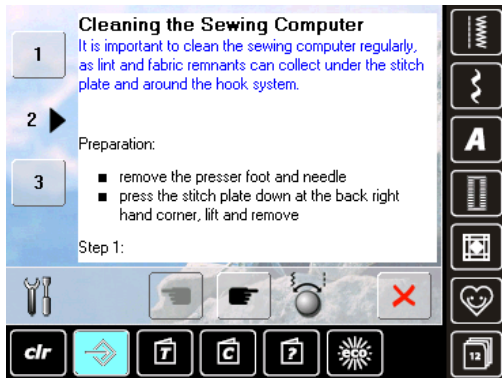 Cleaning the Sewing Computer
It is important to clean the sewing computer regularly,
as lint and fabric remnants can collect under the stitch
plate and around the hook system.
1
2
3
Preparation:
■ remove the presser foot and needle
■ press the stitch plate down at the back right
hand corner, lift and remove
Step 1:
A
12
clr
T
C
?
eco